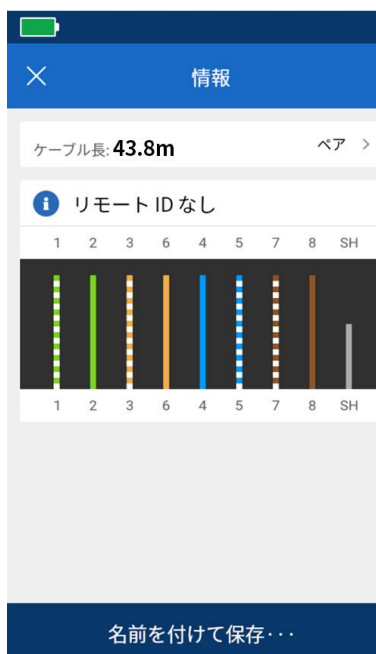 情報
ケーブル長: 43.8m ペア
i リモート ID なし
1 2 3 6 4 5 7 8 SH
1 2 3 6 4 5 7 8 SH
名前を付けて保存･･･